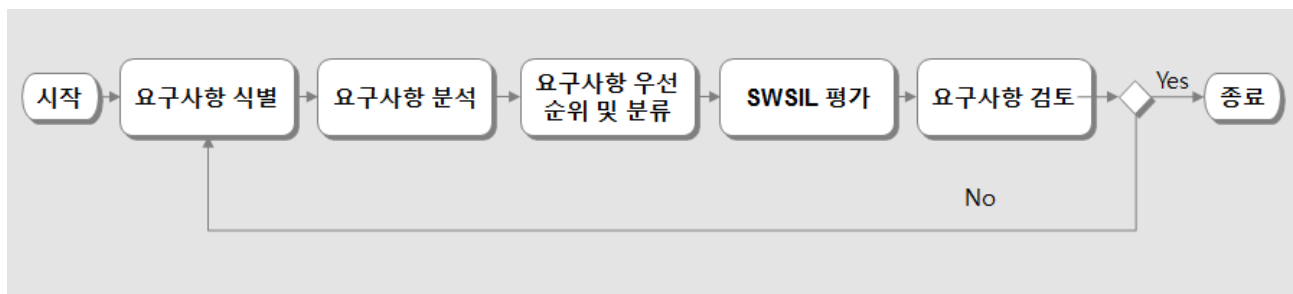 시작
요구사항 식별
요구사항 분석
요구사항 우선
순위 및 분류
SWSIL 평가
요구사항 검토
Yes
종료
No